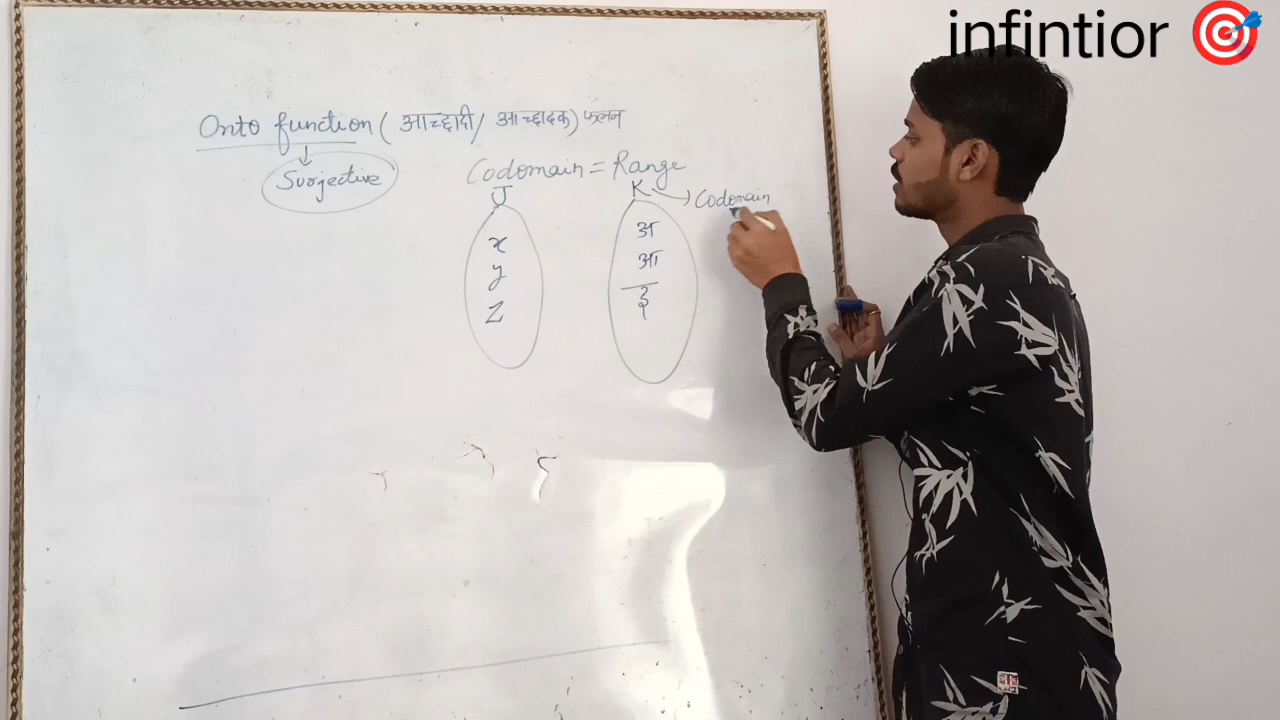 infintior
Onto function ( आच्छादी / आच्छादक) फलन
Surjective
Codomain = Range
J
K
Codomain
x
y
z
अ
आ
इ